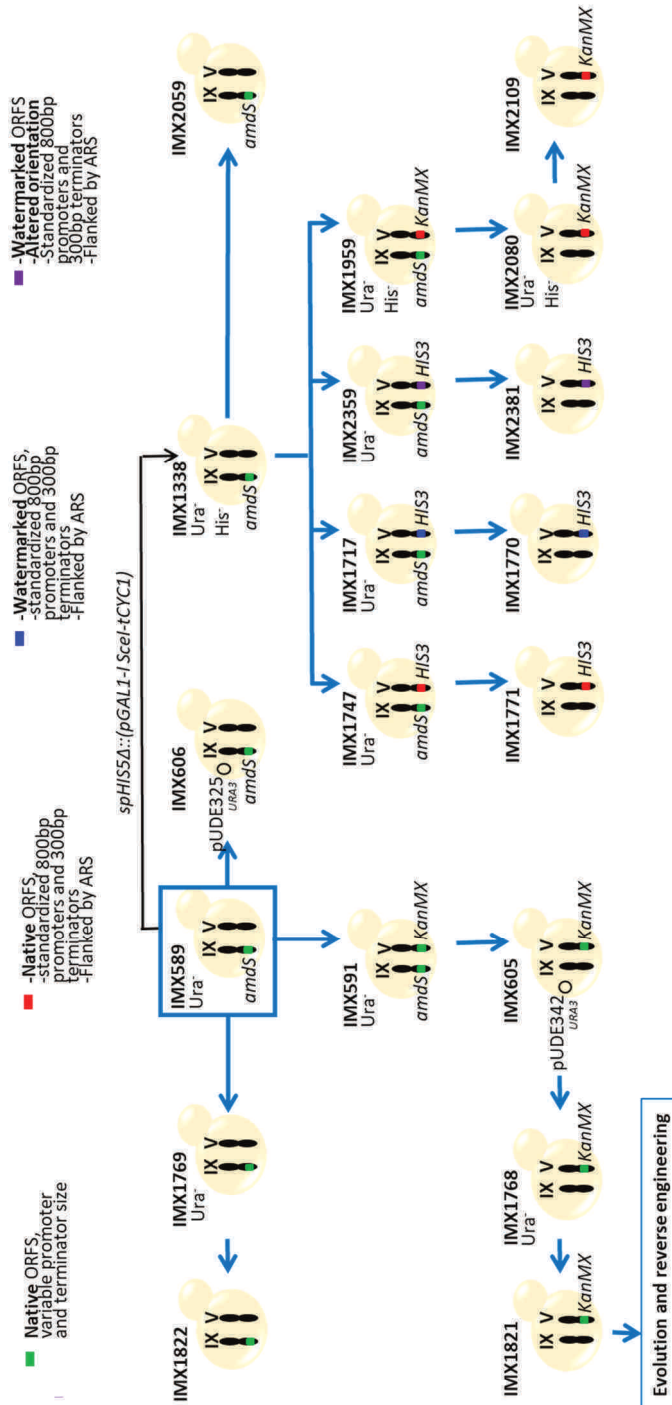 Native ORFS,
variable promoter
and terminator size
-Native ORFS,
-standardized 800bp
promoters and 300bp
terminators
-Flanked by ARS
-Watermarked ORFS,
-standardized 800bp
promoters and 300bp
terminators
-Flanked by ARS
-Watermarked ORFS
-Altered orientation
-Standardized 800bp
promoters and
300bp terminators
-Flanked by ARS
spHIS5Δ::(pGAL1-I SceI-tCYC1)
IMX1822
IX V
IMX1769
Ura-
IX V
IMX589
Ura-
IX V
amdS
IMX606
IX V
pUDE325
URA3
amdS
IMX1338
Ura-
His-
IX V
amdS
IMX2059
IX V
amdS
IMX591
Ura-
IX V
amdS KanMX
IMX1747
Ura-
IX V
amdS HIS3
IMX1717
Ura-
IX V
amdS HIS3
IMX2359
Ura-
IX V
amdS HIS3
IMX1959
Ura-
His-
IX V
amdS KanMX
IMX1821
IX V
KanMX
IMX1768
Ura-
IX V
KanMX
IMX605
IX V
pUDE342
URA3
KanMX
IMX1771
IX V
HIS3
IMX1770
IX V
HIS3
IMX2381
IX V
HIS3
IMX2080
Ura-
His-
IX V
KanMX
IMX2109
IX V
KanMX
Evolution and reverse engineering